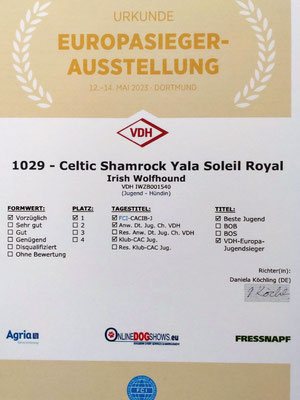 URKUNDE
EUROPASIEGER-
AUSSTELLUNG
12.-14. MAI 2023 - DORTMUND
VDH
1029 - Celtic Shamrock Yala Soleil Royal
Irish Wolfhound
VDH IWZB001540
(Jugend - Hündin)
FORMWERT: PLATZ: TAGESTITEL: TITEL:
☑ Vorzüglich ☑ 1 ☑ FCI-CACIB-J ☑ Beste Jugend
☐ Sehr gut ☐ 2 ☑ Anw. Dt. Jug. Ch. VDH ☐ BOB
☐ Gut ☐ 3 ☐ Res. Anw. Dt. Jug. Ch. VDH ☐ BOS
☐ Genügend ☐ 4 ☑ Klub-CAC Jug. ☑ VDH-Europa-
☐ Disqualifiziert ☐ Res. Klub-CAC Jug. Jugendsieger
☐ Ohne Bewertung
Richter(in):
Daniela Köchling (DE)
Agria
ONLINEDOGSHOWS.eu
FRESSNAPF
FCI